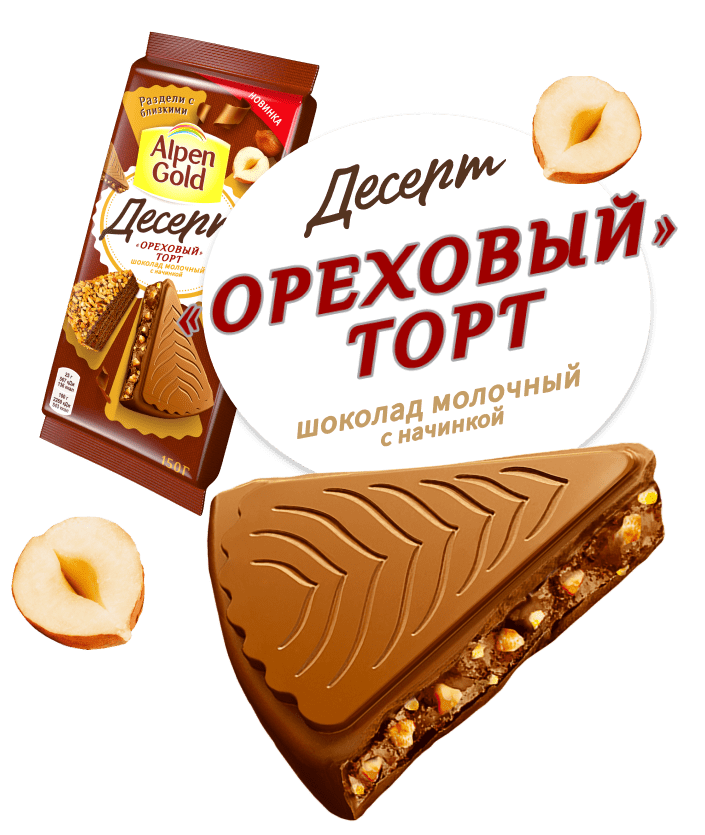 Раздели с
близкими
НОВИНКА
Alpen
Gold
Десерт
«ОРЕХОВЫЙ»
ТОРТ
ШОКОЛАД МОЛОЧНЫЙ
С НАЧИНКОЙ
150Г
Десерт
«ОРЕХОВЫЙ»
ТОРТ
ШОКОЛАД МОЛОЧНЫЙ
С НАЧИНКОЙ